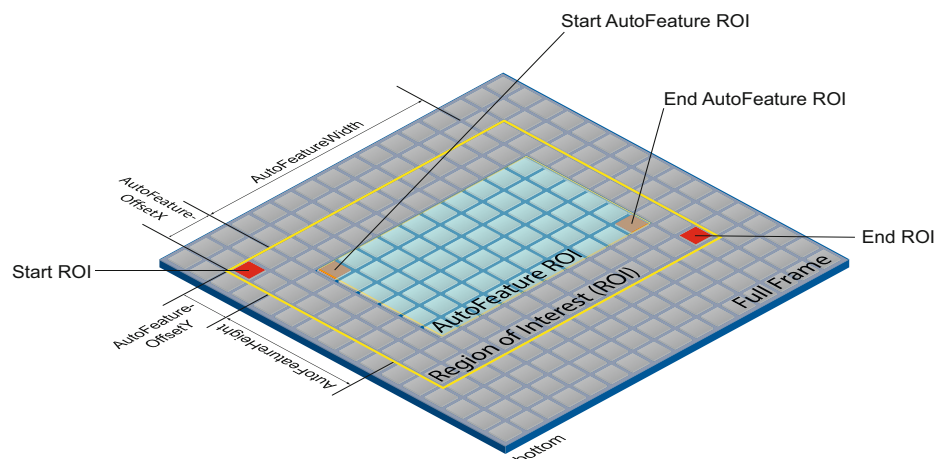 Start AutoFeature ROI
End AutoFeature ROI
AutoFeatureWidth
AutoFeature-
OffsetX
Start ROI
End ROI
AutoFeature ROI
Region of Interest (ROI)
Full Frame
AutoFeature-
OffsetY
AutoFeatureHeight
bottom